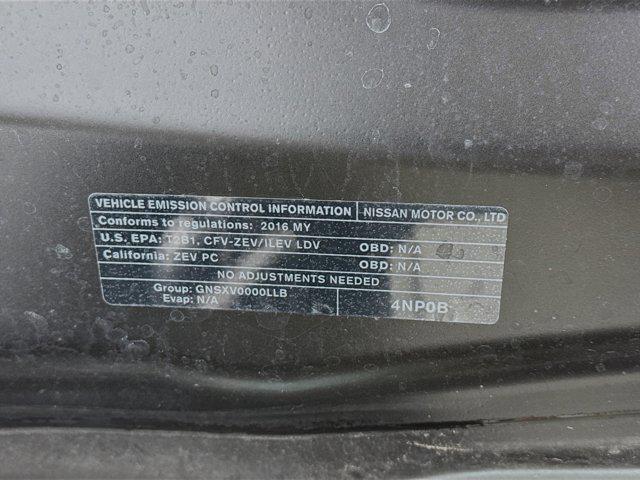 VEHICLE EMISSION CONTROL INFORMATION NISSAN MOTOR CO., LTD
Conforms to regulations: 2016 MY
U.S. EPA: T2B1, CFV-ZEV/ILEV LDV OBD: N/A
California: ZEV PC OBD: N/A
NO ADJUSTMENTS NEEDED
Group: GNSXV0000LLB 4NP0B
Evap: N/A